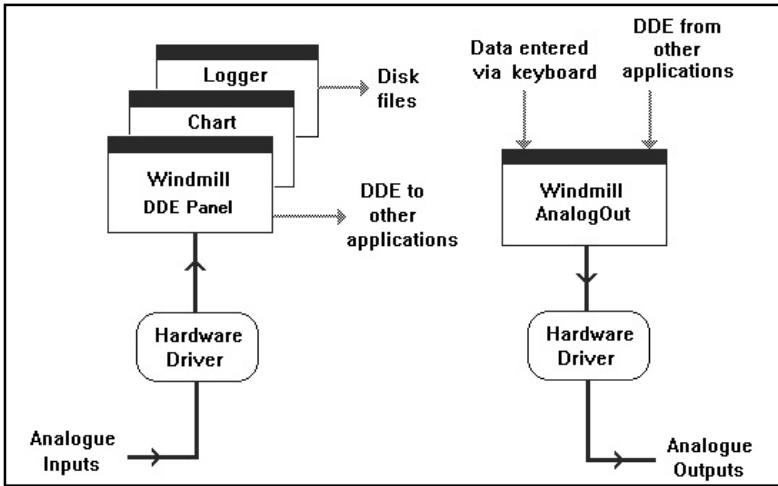 Logger
Chart
Windmill
DDE Panel
Disk
files
DDE to
other
applications
Hardware
Driver
Analogue
Inputs
Data entered
via keyboard
DDE from
other
applications
Windmill
AnalogOut
Hardware
Driver
Analogue
Outputs